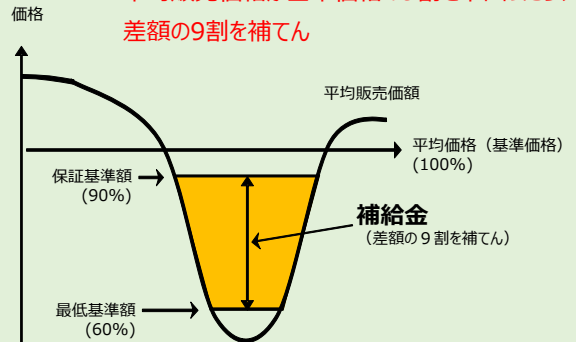 差額の9割を補てん
価格
平均販売価額
平均価格（基準価格）
(100%)
保証基準額
(90%)
補給金
（差額の９割を補てん）
最低基準額
(60%)